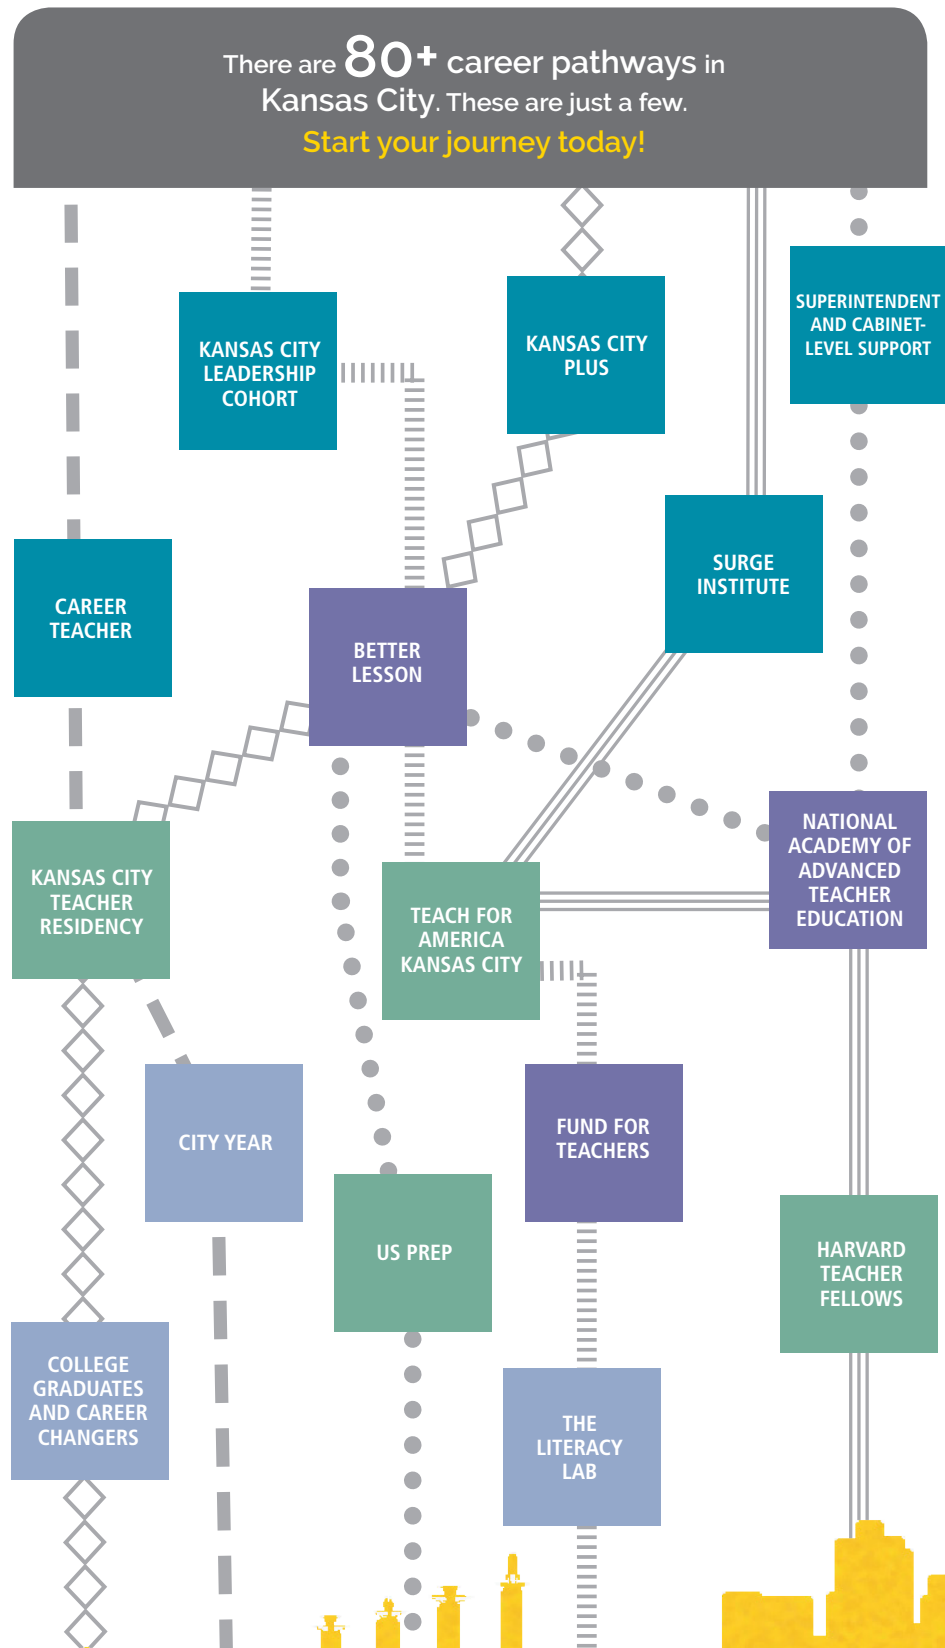 There are 80+ career pathways in
Kansas City. These are just a few.
Start your journey today!
SUPERINTENDENT
AND CABINET-
LEVEL SUPPORT
KANSAS CITY
LEADERSHIP
COHORT
KANSAS CITY
PLUS
SURGE
INSTITUTE
CAREER
TEACHER
BETTER
LESSON
NATIONAL
ACADEMY OF
ADVANCED
TEACHER
EDUCATION
KANSAS CITY
TEACHER
RESIDENCY
TEACH FOR
AMERICA
KANSAS CITY
CITY YEAR
FUND FOR
TEACHERS
US PREP
HARVARD
TEACHER
FELLOWS
COLLEGE
GRADUATES
AND CAREER
CHANGERS
THE
LITERACY
LAB